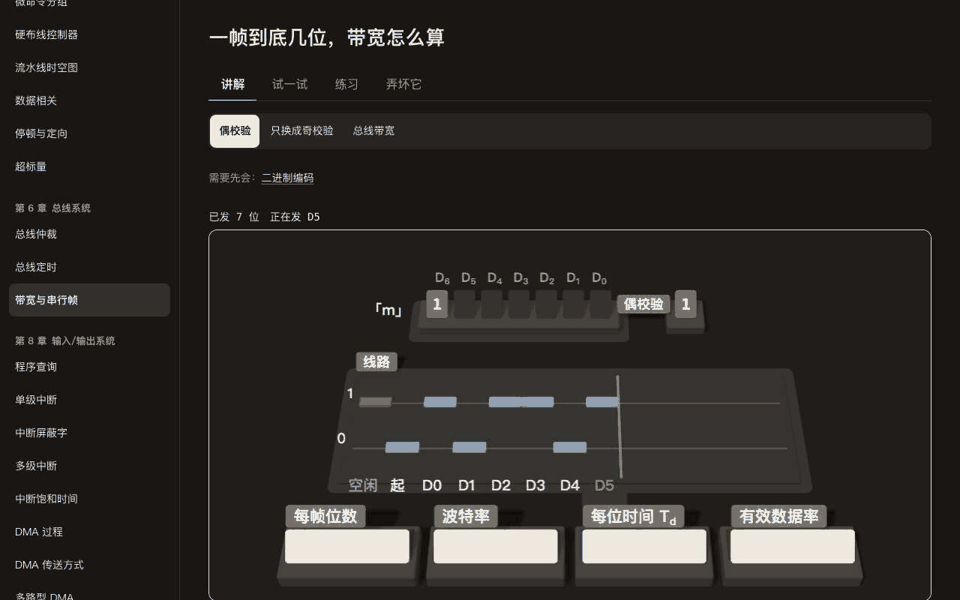 微命令分组
硬布线控制器
流水线时空图
数据相关
停顿与定向
超标量
第 6 章 总线系统
总线仲裁
总线定时
带宽与串行帧
第 8 章 输入/输出系统
程序查询
单级中断
中断屏蔽字
多级中断
中断饱和时间
DMA 过程
DMA 传送方式
多路型 DMA
一帧到底几位，带宽怎么算
讲解 试一试 练习 弄坏它
偶校验 只换成奇校验 总线带宽
需要先会：二进制编码
已发 7 位 正在发 D5
D₆ D₅ D₄ D₃ D₂ D₁ D₀
「m」 1 偶校验 1
线路
1
0
空闲 起 D0 D1 D2 D3 D4 D5
每帧位数 波特率 每位时间 T_d 有效数据率